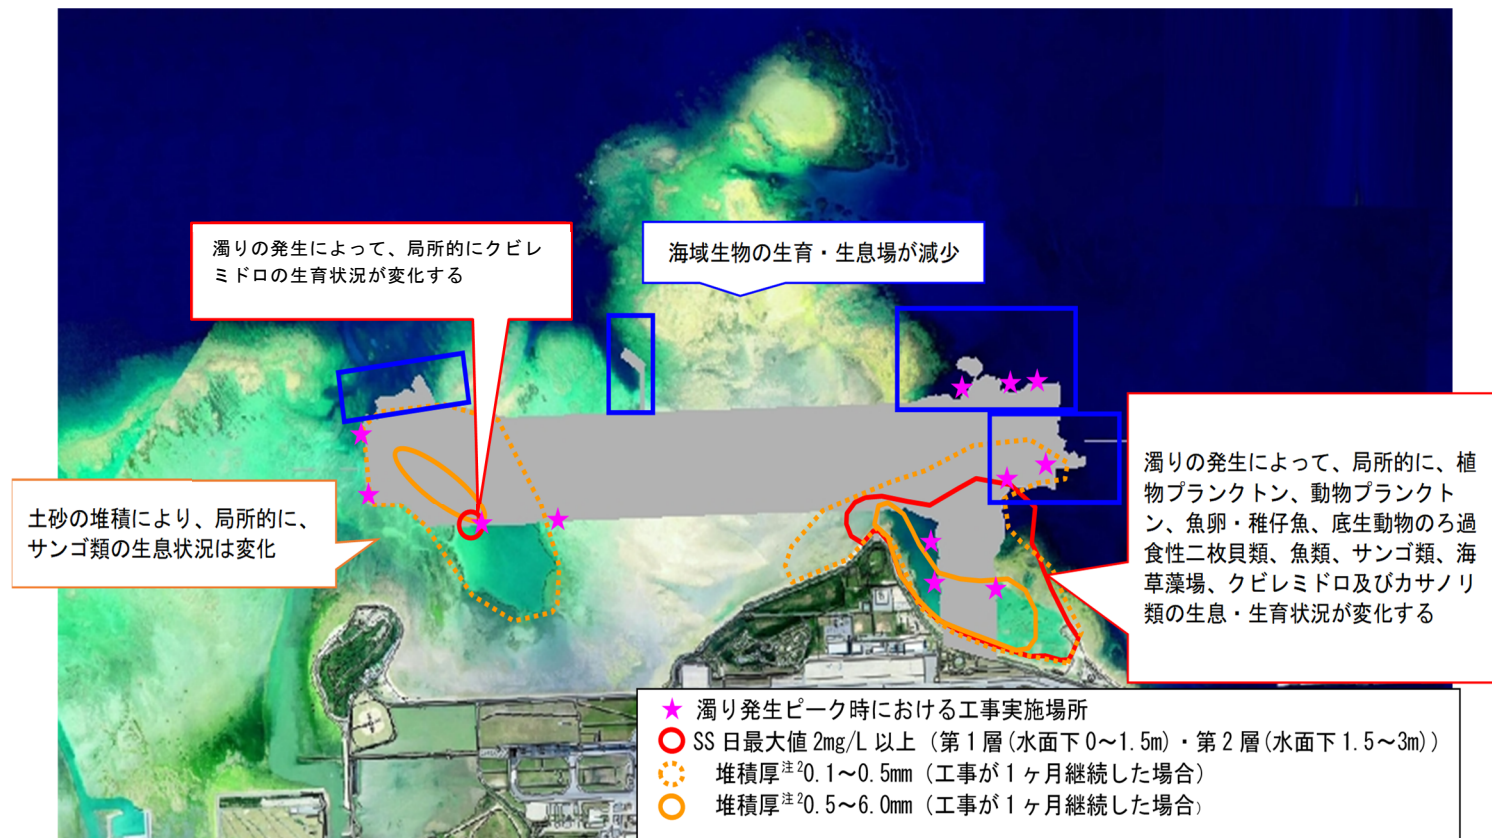 濁りの発生によって、局所的にクビレ
ミドロの生育状況が変化する
海域生物の生育・生息場が減少
土砂の堆積により、局所的に、
サンゴ類の生息状況は変化
濁りの発生によって、局所的に、植
物プランクトン、動物プランクト
ン、魚卵・稚仔魚、底生動物のろ過
食性二枚貝類、魚類、サンゴ類、海
草藻場、クビレミドロ及びカサノリ
類の生息・生育状況が変化する
濁り発生ピーク時における工事実施場所
SS 日最大値 2mg/L 以上（第１層(水面下 0～1.5m)・第２層(水面下 1.5～3m)）
堆積厚注20.1～0.5mm（工事が１ヶ月継続した場合）
堆積厚注20.5～6.0mm（工事が１ヶ月継続した場合）